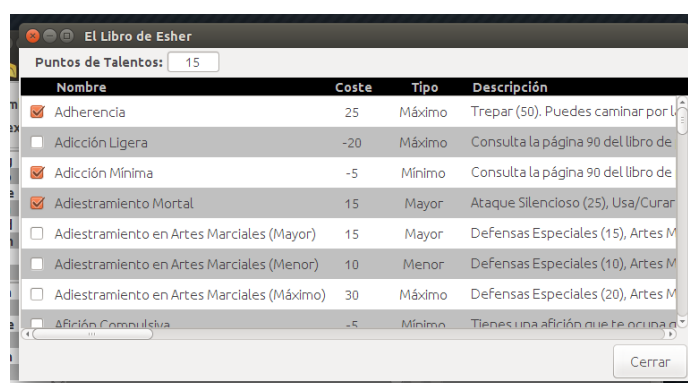 El Libro de Esher
Puntos de Talentos: 15
Nombre Coste Tipo Descripción
Adherencia 25 Máximo Trepar (50). Puedes caminar por
Adicción Ligera -20 Máximo Consulta la página 90 del libro de
Adicción Mínima -5 Mínimo Consulta la página 90 del libro de
Adiestramiento Mortal 15 Mayor Ataque Silencioso (25), Usa/Curar
Adiestramiento en Artes Marciales (Mayor) 15 Mayor Defensas Especiales (15), Artes M
Adiestramiento en Artes Marciales (Menor) 10 Menor Defensas Especiales (10), Artes M
Adiestramiento en Artes Marciales (Máximo) 30 Máximo Defensas Especiales (20), Artes M
Afición Compulsiva -5 Mínimo Tienes una afición que te ocupa
Cerrar